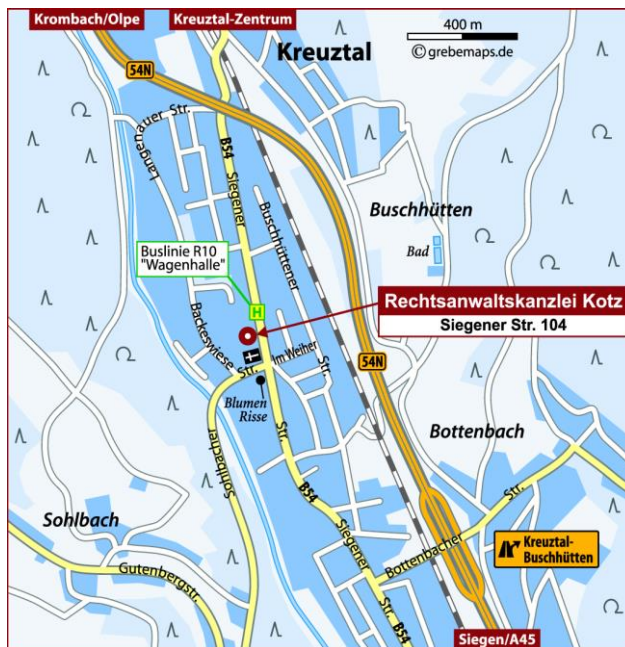 Krombach/Olpe
Kreuztal-Zentrum
400 m
© grebemaps.de
Kreuztal
54N
Langenauer Str.
B54
Siegener
Buschhüttener
Buschhütten
Bad
Buslinie R10
"Wagenhalle"
H
Rechtsanwaltskanzlei Kotz
Siegener Str. 104
Backeswiese
Im Weiher
Str.
Str.
54N
Blumen
Risse
Sohlbacher
Str.
Bottenbach
Str.
B54
Sohlbach
Siegener
Bottenbacher
Kreuztal-
Buschhütten
Gutenbergstr.
Str.
B54
Siegen/A45